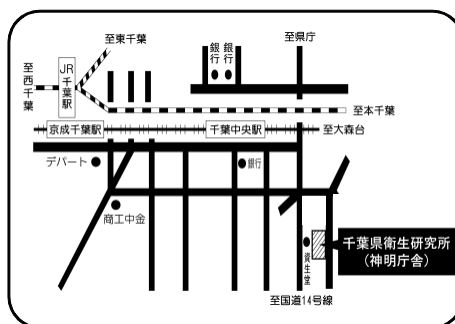 至東千葉
至県庁
銀行
銀行
至西千葉
JR千葉駅
至本千葉
京成千葉駅
千葉中央駅
至大森台
デパート
銀行
商工中金
資生堂
千葉県衛生研究所
（神明庁舎）
至国道14号線